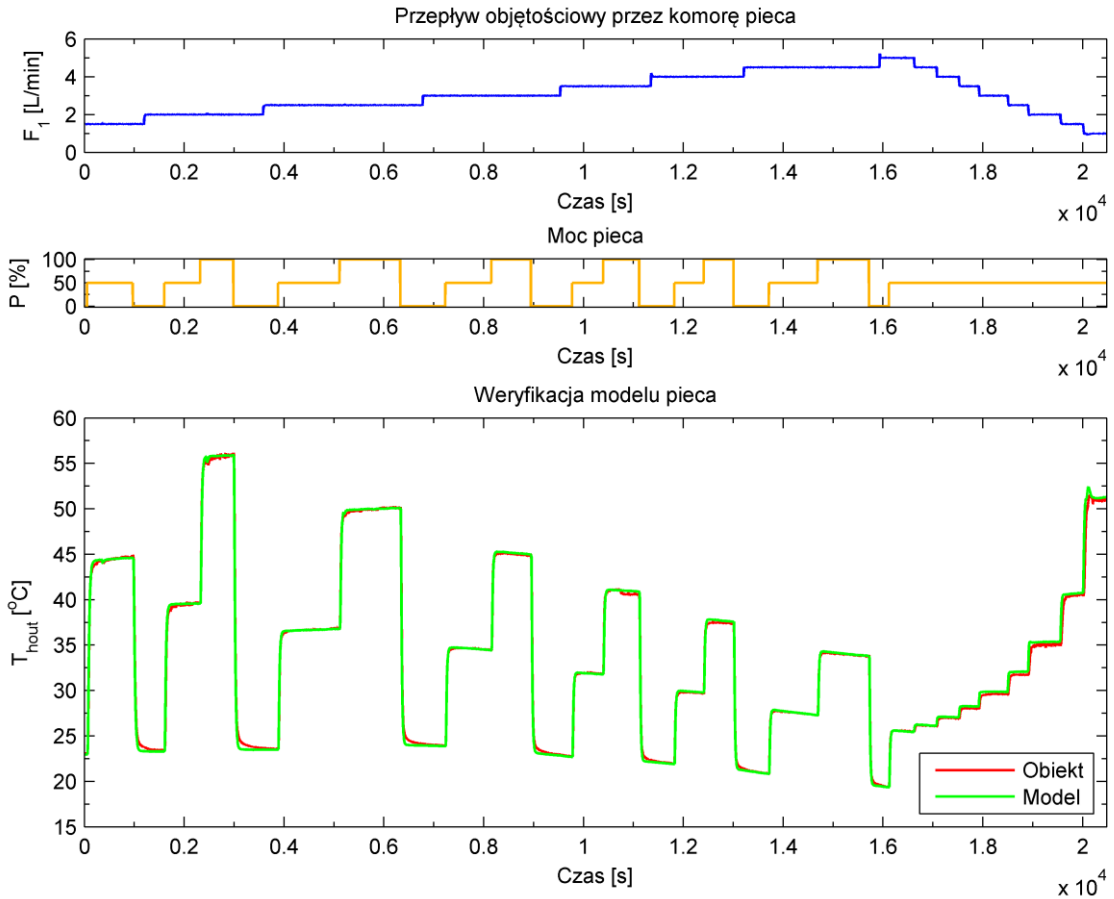 Przepływ objętościowy przez komorę pieca
F1 [L/min]
6
4
2
0
0 0.2 0.4 0.6 0.8 1 1.2 1.4 1.6 1.8 2
Czas [s]
x 10^4
Moc pieca
P [%]
100
50
0
0 0.2 0.4 0.6 0.8 1 1.2 1.4 1.6 1.8 2
Czas [s]
x 10^4
Weryfikacja modelu pieca
T_hout [°C]
60
55
50
45
40
35
30
25
20
15
Obiekt
Model
0 0.2 0.4 0.6 0.8 1 1.2 1.4 1.6 1.8 2
Czas [s]
x 10^4